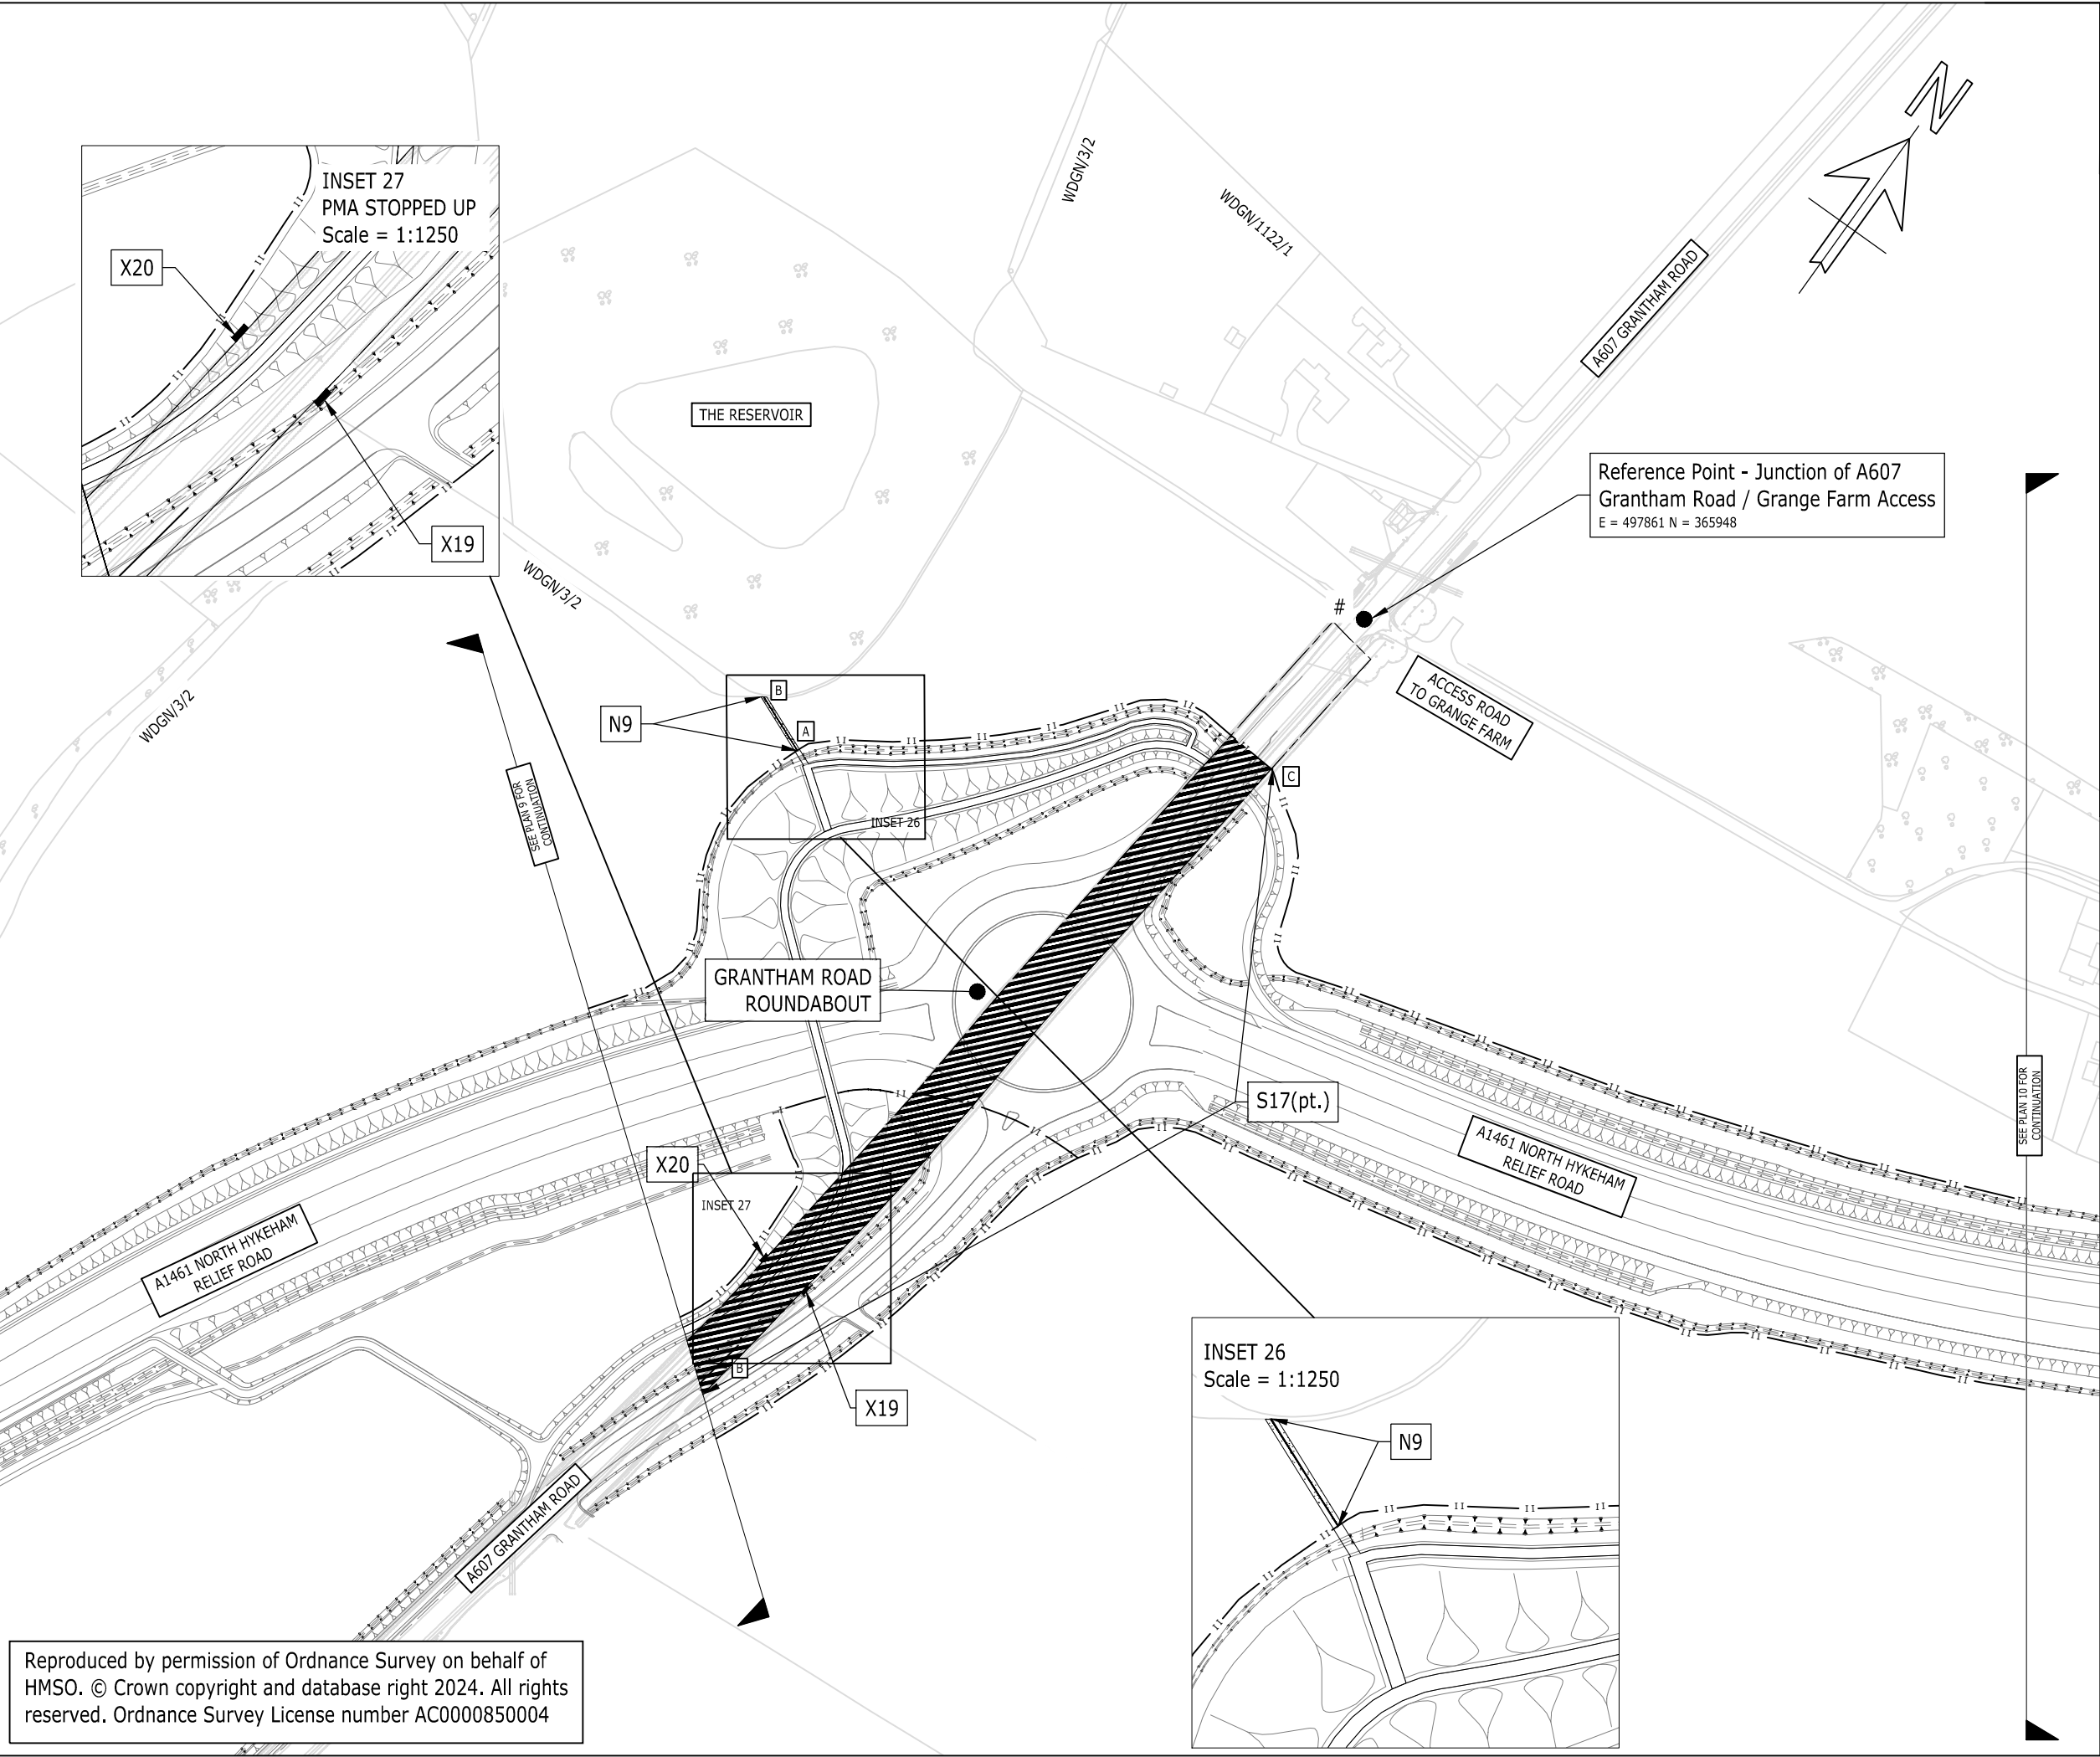 N
INSET 27
PMA STOPPED UP
Scale = 1:1250
X20
X19
WDGN/3/2
WDGN/1122/1
A607 GRANTHAM ROAD
THE RESERVOIR
Reference Point - Junction of A607
Grantham Road / Grange Farm Access
E = 497861 N = 365948
#
WDGN/3/2
WDGN/3/2
ACCESS ROAD
TO GRANGE FARM
B
N9
A
C
SEE PLAN 9 FOR
CONTINUATION
INSET 26
GRANTHAM ROAD
ROUNDABOUT
S17(pt.)
SEE PLAN 10 FOR
CONTINUATION
A1461 NORTH HYKEHAM
RELIEF ROAD
X20
INSET 27
A1461 NORTH HYKEHAM
RELIEF ROAD
B
X19
INSET 26
Scale = 1:1250
N9
A607 GRANTHAM ROAD
Reproduced by permission of Ordnance Survey on behalf of
HMSO. © Crown copyright and database right 2024. All rights
reserved. Ordnance Survey License number AC0000850004